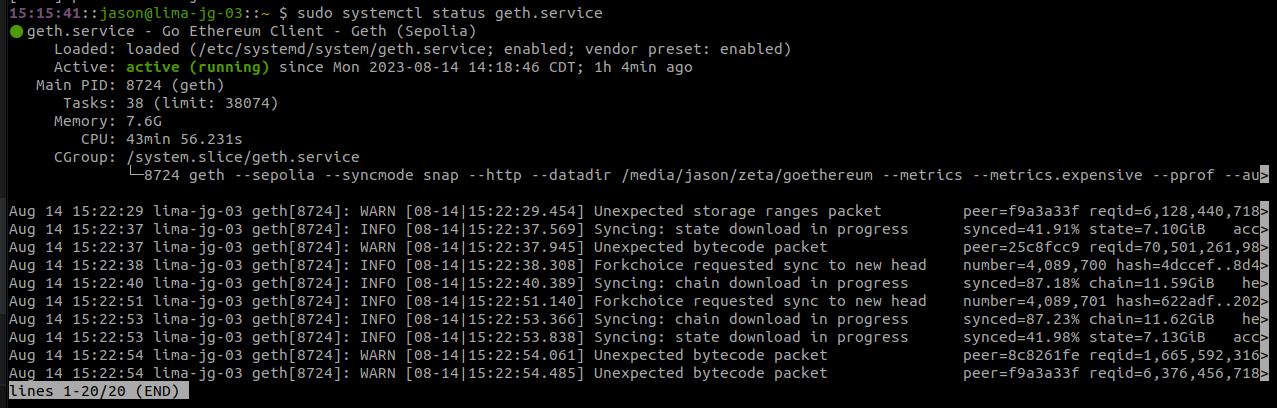 15:15:41::jason@lima-jg-03::~ $ sudo systemctl status geth.service
● geth.service - Go Ethereum Client - Geth (Sepolia)
Loaded: loaded (/etc/systemd/system/geth.service; enabled; vendor preset: enabled)
Active: active (running) since Mon 2023-08-14 14:18:46 CDT; 1h 4min ago
Main PID: 8724 (geth)
Tasks: 38 (limit: 38074)
Memory: 7.6G
CPU: 43min 56.231s
CGroup: /system.slice/geth.service
└─8724 geth --sepolia --syncmode snap --http --datadir /media/jason/zeta/goethereum --metrics --metrics.expensive --pprof --au>
Aug 14 15:22:29 lima-jg-03 geth[8724]: WARN [08-14|15:22:29.454] Unexpected storage ranges packet peer=f9a3a33f reqid=6,128,440,718>
Aug 14 15:22:37 lima-jg-03 geth[8724]: INFO [08-14|15:22:37.569] Syncing: state download in progress synced=41.91% state=7.10GiB acc>
Aug 14 15:22:37 lima-jg-03 geth[8724]: WARN [08-14|15:22:37.945] Unexpected bytecode packet peer=25c8fcc9 reqid=70,501,261,98>
Aug 14 15:22:38 lima-jg-03 geth[8724]: INFO [08-14|15:22:38.308] Forkchoice requested sync to new head number=4,089,700 hash=4dccef..8d4>
Aug 14 15:22:40 lima-jg-03 geth[8724]: INFO [08-14|15:22:40.389] Syncing: chain download in progress synced=87.18% chain=11.59GiB he>
Aug 14 15:22:51 lima-jg-03 geth[8724]: INFO [08-14|15:22:51.140] Forkchoice requested sync to new head number=4,089,701 hash=622adf..202>
Aug 14 15:22:53 lima-jg-03 geth[8724]: INFO [08-14|15:22:53.366] Syncing: chain download in progress synced=87.23% chain=11.62GiB he>
Aug 14 15:22:53 lima-jg-03 geth[8724]: INFO [08-14|15:22:53.838] Syncing: state download in progress synced=41.98% state=7.13GiB acc>
Aug 14 15:22:54 lima-jg-03 geth[8724]: WARN [08-14|15:22:54.061] Unexpected bytecode packet peer=8c8261fe reqid=1,665,592,316>
Aug 14 15:22:54 lima-jg-03 geth[8724]: WARN [08-14|15:22:54.485] Unexpected bytecode packet peer=f9a3a33f reqid=6,376,456,718>
lines 1-20/20 (END)